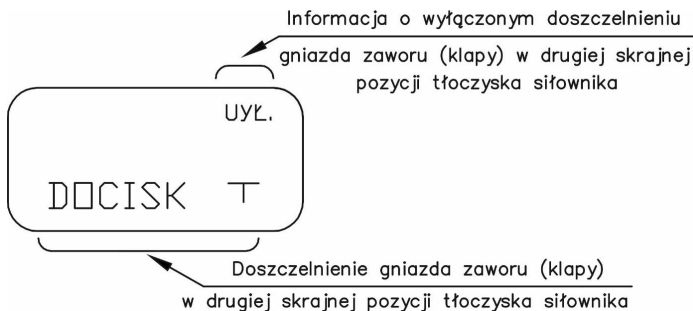 Informacja o wyłączonym doszczelnieniu
gniazda zaworu (klapy) w drugiej skrajnej
pozycji tłoczyska siłownika
UYŁ.
DOCISK ㅜ
Doszczelnienie gniazda zaworu (klapy)
w drugiej skrajnej pozycji tłoczyska siłownika